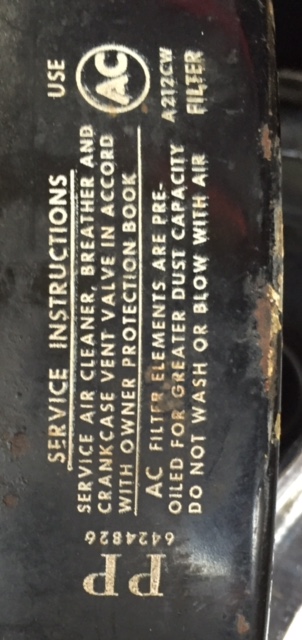 SERVICE INSTRUCTIONS
USE
AC
SERVICE AIR CLEANER, BREATHER AND
CRANKCASE VENT VALVE IN ACCORD
WITH OWNER PROTECTION BOOK
A212CW
FILTER
AC FILTER ELEMENTS ARE PRE-
OILED FOR GREATER DUST CAPACITY
DO NOT WASH OR BLOW WITH AIR
6424826
PP